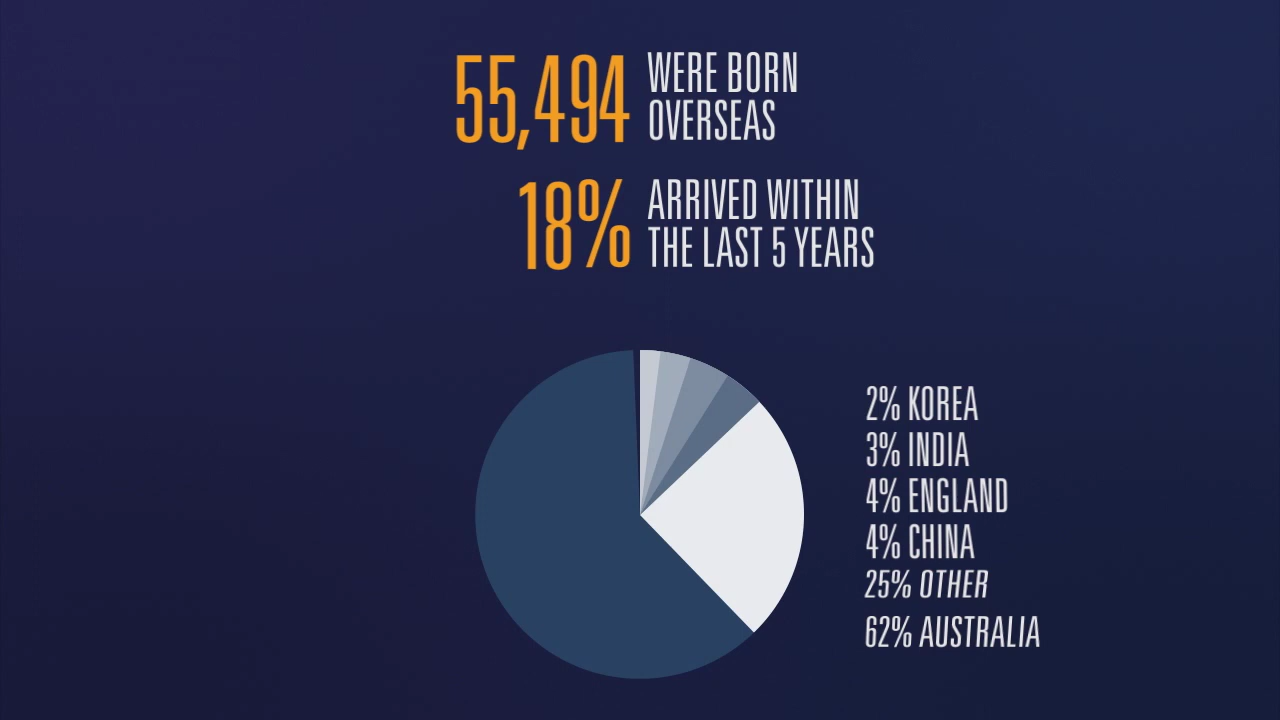 55,494 WERE BORN
OVERSEAS
18% ARRIVED WITHIN
THE LAST 5 YEARS
2% KOREA
3% INDIA
4% ENGLAND
4% CHINA
25% OTHER
62% AUSTRALIA